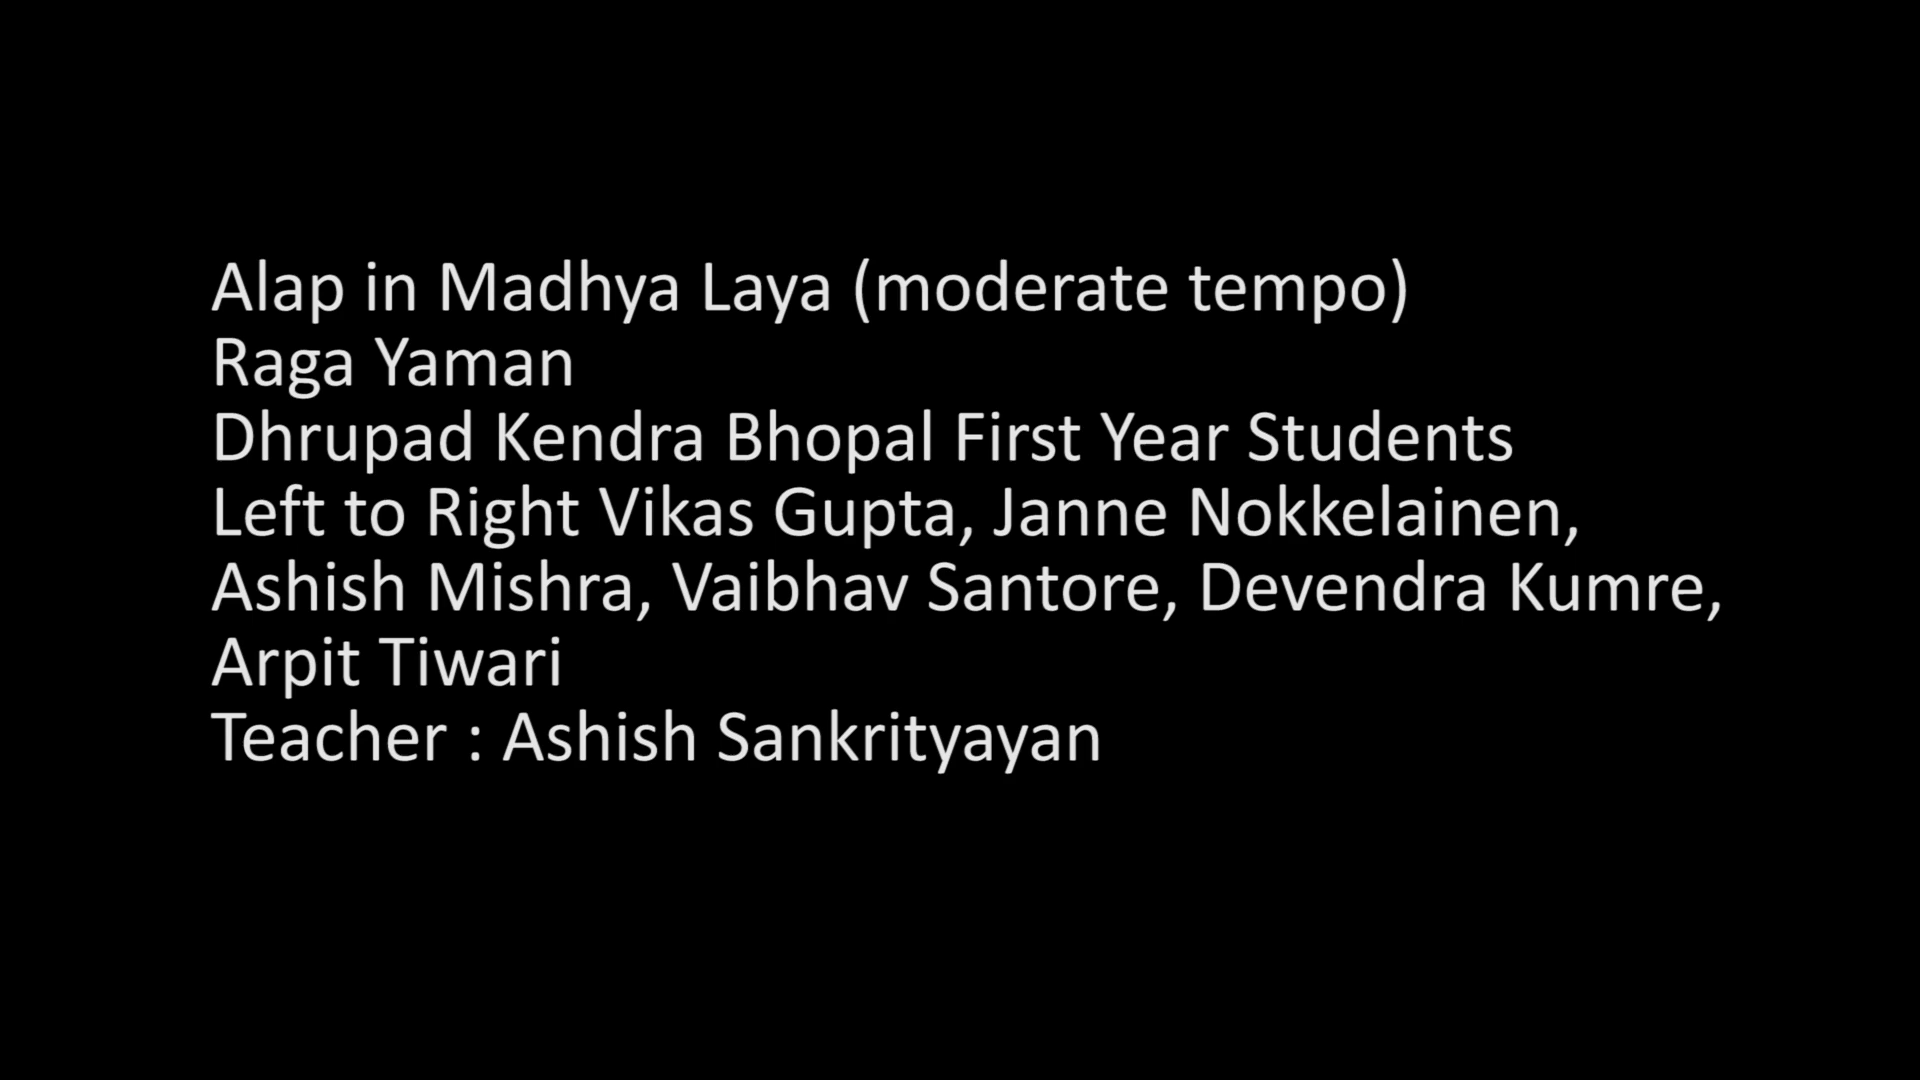 Alap in Madhya Laya (moderate tempo)
Raga Yaman
Dhrupad Kendra Bhopal First Year Students
Left to Right Vikas Gupta, Janne Nokkelainen,
Ashish Mishra, Vaibhav Santore, Devendra Kumre,
Arpit Tiwari
Teacher : Ashish Sankrityayan